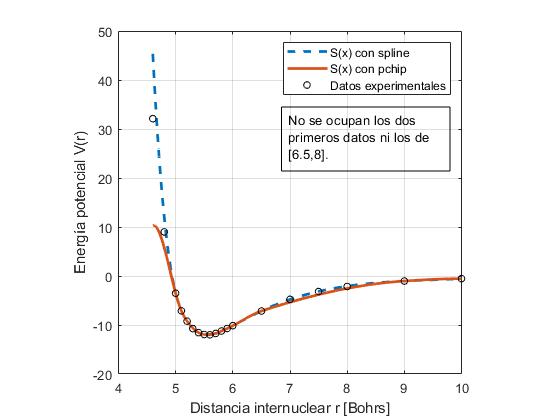 50
40
30
20
10
0
-10
-20
4
5
6
7
8
9
10
Energía potencial V(r)
Distancia internuclear r [Bohrs]
S(x) con spline
S(x) con pchip
Datos experimentales
No se ocupan los dos
primeros datos ni los de
[6.5,8].